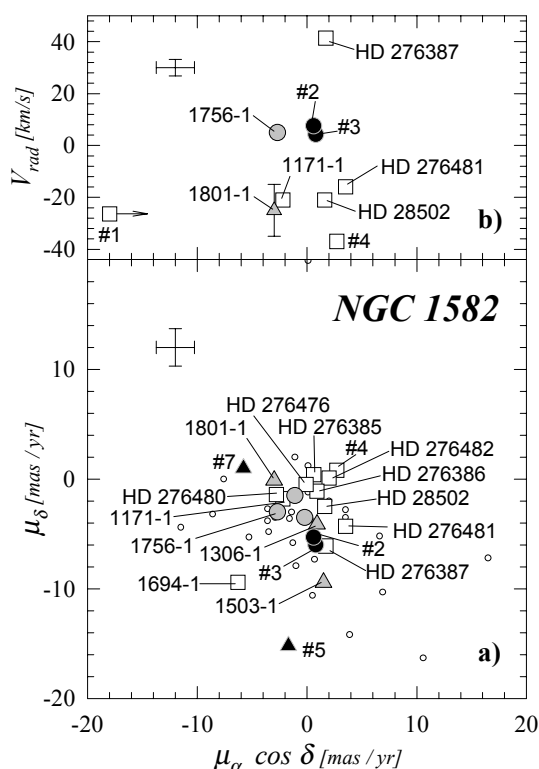 40
HD 276387
20
#2
1756-1
#3
0
1171-1
HD 276481
-20
1801-1
HD 28502
#1
#4
b)
-40
V_rad [km/s]
NGC 1582
10
HD 276476
HD 276385
1801-1
#4
#7
HD 276482
0
HD 276386
HD 276480
HD 28502
1171-1
HD 276481
1756-1
#2
1306-1
#3
HD 276387
-10
1694-1
1503-1
#5
a)
-20
μ_δ [mas / yr]
-20 -10 0 10 20
μ_α cos δ [mas / yr]